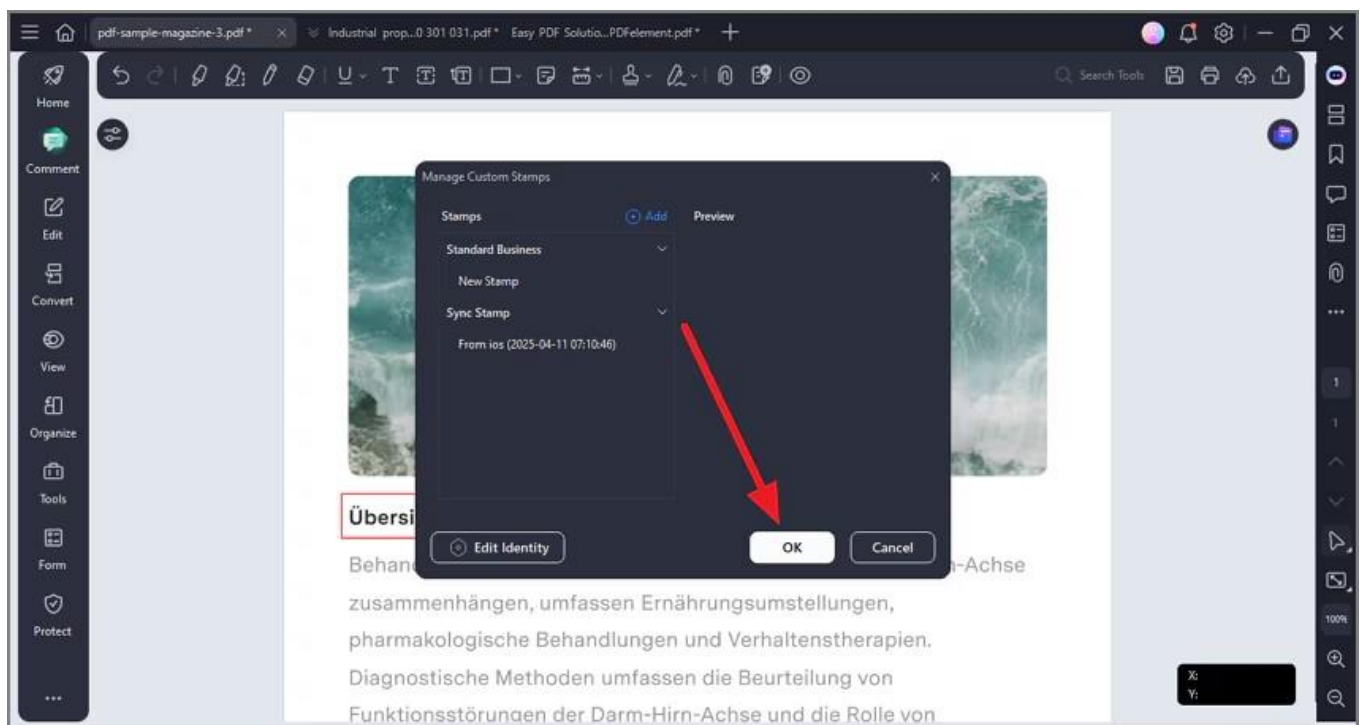 pdf-sample-magazine-3.pdf *
Industrial prop...0 301 031.pdf *
Easy PDF Solutio...PDFelement.pdf *
Search Tools
Home
Comment
Edit
Convert
View
Organize
Tools
Form
Protect
Manage Custom Stamps
Stamps
Add
Preview
Standard Business
New Stamp
Sync Stamp
From ios (2025-04-11 07:10:46)
Edit Identity
OK
Cancel
1
1
100%
X:
Y:
Übersi
Behan
n-Achse
zusammenhängen, umfassen Ernährungsumstellungen,
pharmakologische Behandlungen und Verhaltenstherapien.
Diagnostische Methoden umfassen die Beurteilung von
Funktionsstörungen der Darm-Hirn-Achse und die Rolle von